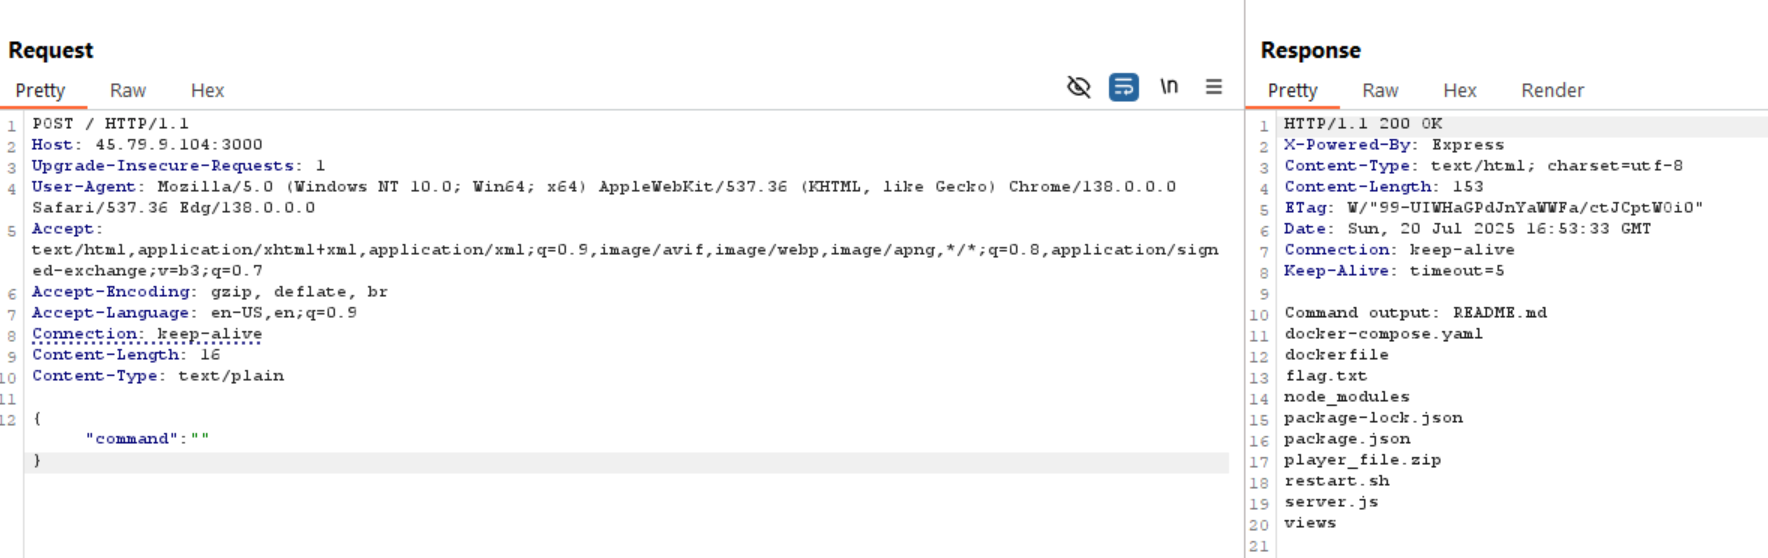 Request
Pretty Raw Hex
\n
1 POST / HTTP/1.1
2 Host: 45.79.9.104:3000
3 Upgrade-Insecure-Requests: 1
4 User-Agent: Mozilla/5.0 (Windows NT 10.0; Win64; x64) AppleWebKit/537.36 (KHTML, like Gecko) Chrome/138.0.0.0
Safari/537.36 Edg/138.0.0.0
5 Accept:
text/html,application/xhtml+xml,application/xml;q=0.9,image/avif,image/webp,image/apng,*/*;q=0.8,application/sign
ed-exchange;v=b3;q=0.7
6 Accept-Encoding: gzip, deflate, br
7 Accept-Language: en-US,en;q=0.9
8 Connection: keep-alive
9 Content-Length: 16
10 Content-Type: text/plain
11
12 {
"command":""
}
Response
Pretty Raw Hex Render
1 HTTP/1.1 200 OK
2 X-Powered-By: Express
3 Content-Type: text/html; charset=utf-8
4 Content-Length: 153
5 ETag: W/"99-UIWHaGPdJnYaWWFa/ctJCptW0iO"
6 Date: Sun, 20 Jul 2025 16:53:33 GMT
7 Connection: keep-alive
8 Keep-Alive: timeout=5
9
10 Command output: README.md
11 docker-compose.yaml
12 dockerfile
13 flag.txt
14 node_modules
15 package-lock.json
16 package.json
17 player_file.zip
18 restart.sh
19 server.js
20 views
21